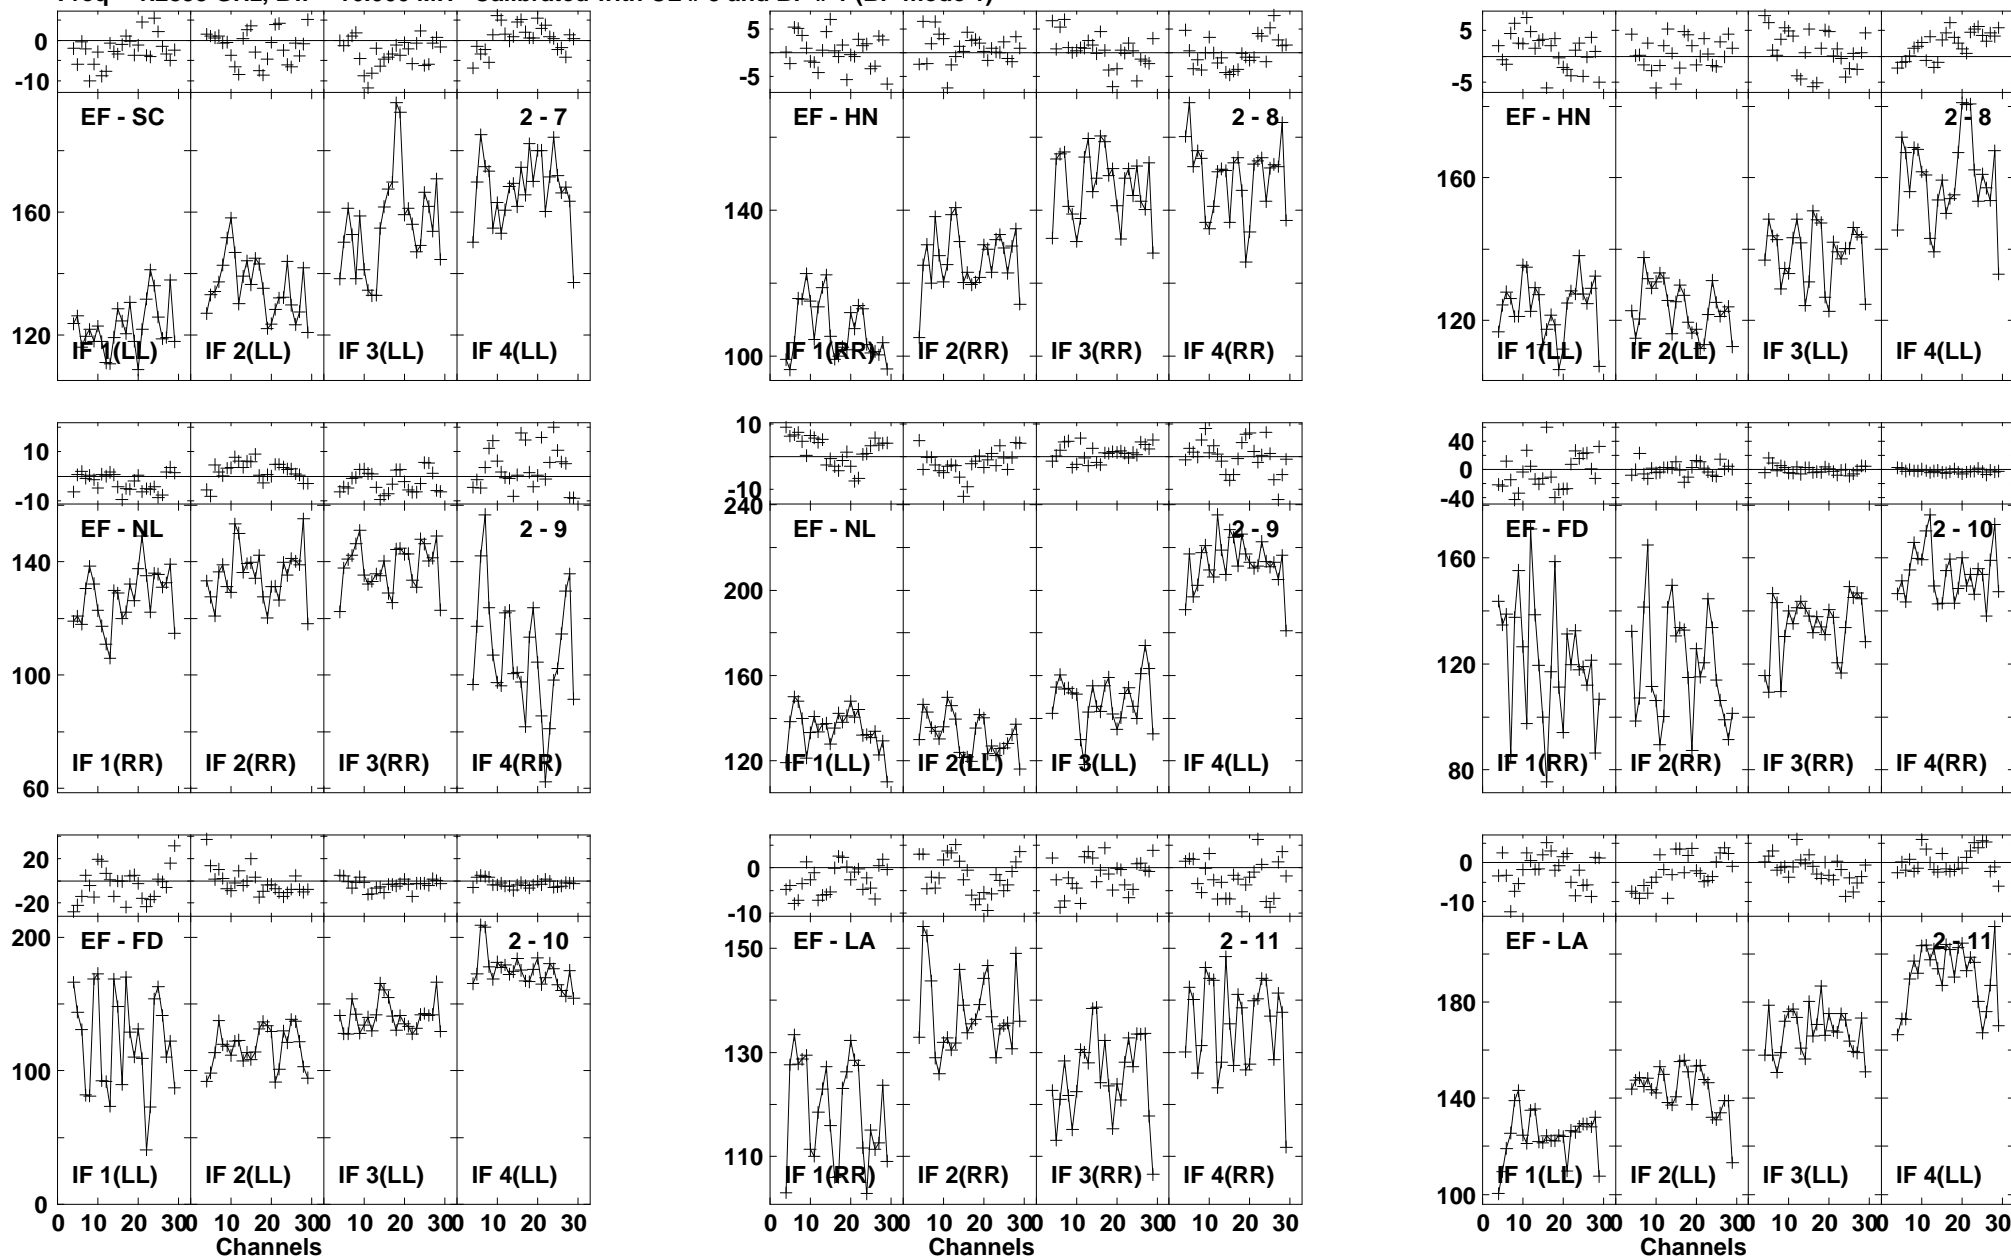 0
-10
EF - SC
2 - 7
160
120
IF 1(LL)
IF 2(LL)
IF 3(LL)
IF 4(LL)
5
-5
EF - HN
2 - 8
140
100
IF 1(RR)
IF 2(RR)
IF 3(RR)
IF 4(RR)
5
-5
EF - HN
2 - 8
160
120
IF 1(LL)
IF 2(LL)
IF 3(LL)
IF 4(LL)
10
0
-10
EF - NL
2 - 9
140
100
60
IF 1(RR)
IF 2(RR)
IF 3(RR)
IF 4(RR)
10
-10
240
EF - NL
2 - 9
200
160
120
IF 1(LL)
IF 2(LL)
IF 3(LL)
IF 4(LL)
40
0
-40
EF - FD
2 - 10
160
120
80
IF 1(RR)
IF 2(RR)
IF 3(RR)
IF 4(RR)
20
0
-20
EF - FD
2 - 10
200
100
0
IF 1(LL)
IF 2(LL)
IF 3(LL)
IF 4(LL)
0 10 20 30 0 10 20 30 0 10 20 30 0 10 20 30
Channels
0
-10
EF - LA
2 - 11
150
130
110
IF 1(RR)
IF 2(RR)
IF 3(RR)
IF 4(RR)
0 10 20 30 0 10 20 30 0 10 20 30 0 10 20 30
Channels
0
-10
EF - LA
2 - 11
180
140
100
IF 1(LL)
IF 2(LL)
IF 3(LL)
IF 4(LL)
0 10 20 30 0 10 20 30 0 10 20 30 0 10 20 30
Channels